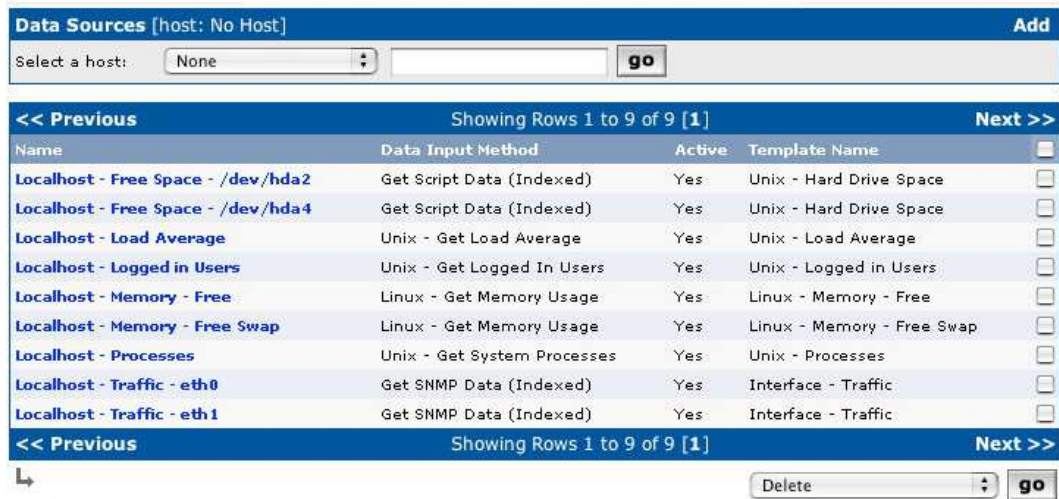 Data Sources [host: No Host] Add
Select a host: None go
<< Previous Showing Rows 1 to 9 of 9 [1] Next >>
Name Data Input Method Active Template Name
Localhost - Free Space - /dev/hda2 Get Script Data (Indexed) Yes Unix - Hard Drive Space
Localhost - Free Space - /dev/hda4 Get Script Data (Indexed) Yes Unix - Hard Drive Space
Localhost - Load Average Unix - Get Load Average Yes Unix - Load Average
Localhost - Logged in Users Unix - Get Logged In Users Yes Unix - Logged in Users
Localhost - Memory - Free Linux - Get Memory Usage Yes Linux - Memory - Free
Localhost - Memory - Free Swap Linux - Get Memory Usage Yes Linux - Memory - Free Swap
Localhost - Processes Unix - Get System Processes Yes Unix - Processes
Localhost - Traffic - eth0 Get SNMP Data (Indexed) Yes Interface - Traffic
Localhost - Traffic - eth1 Get SNMP Data (Indexed) Yes Interface - Traffic
<< Previous Showing Rows 1 to 9 of 9 [1] Next >>
Delete go